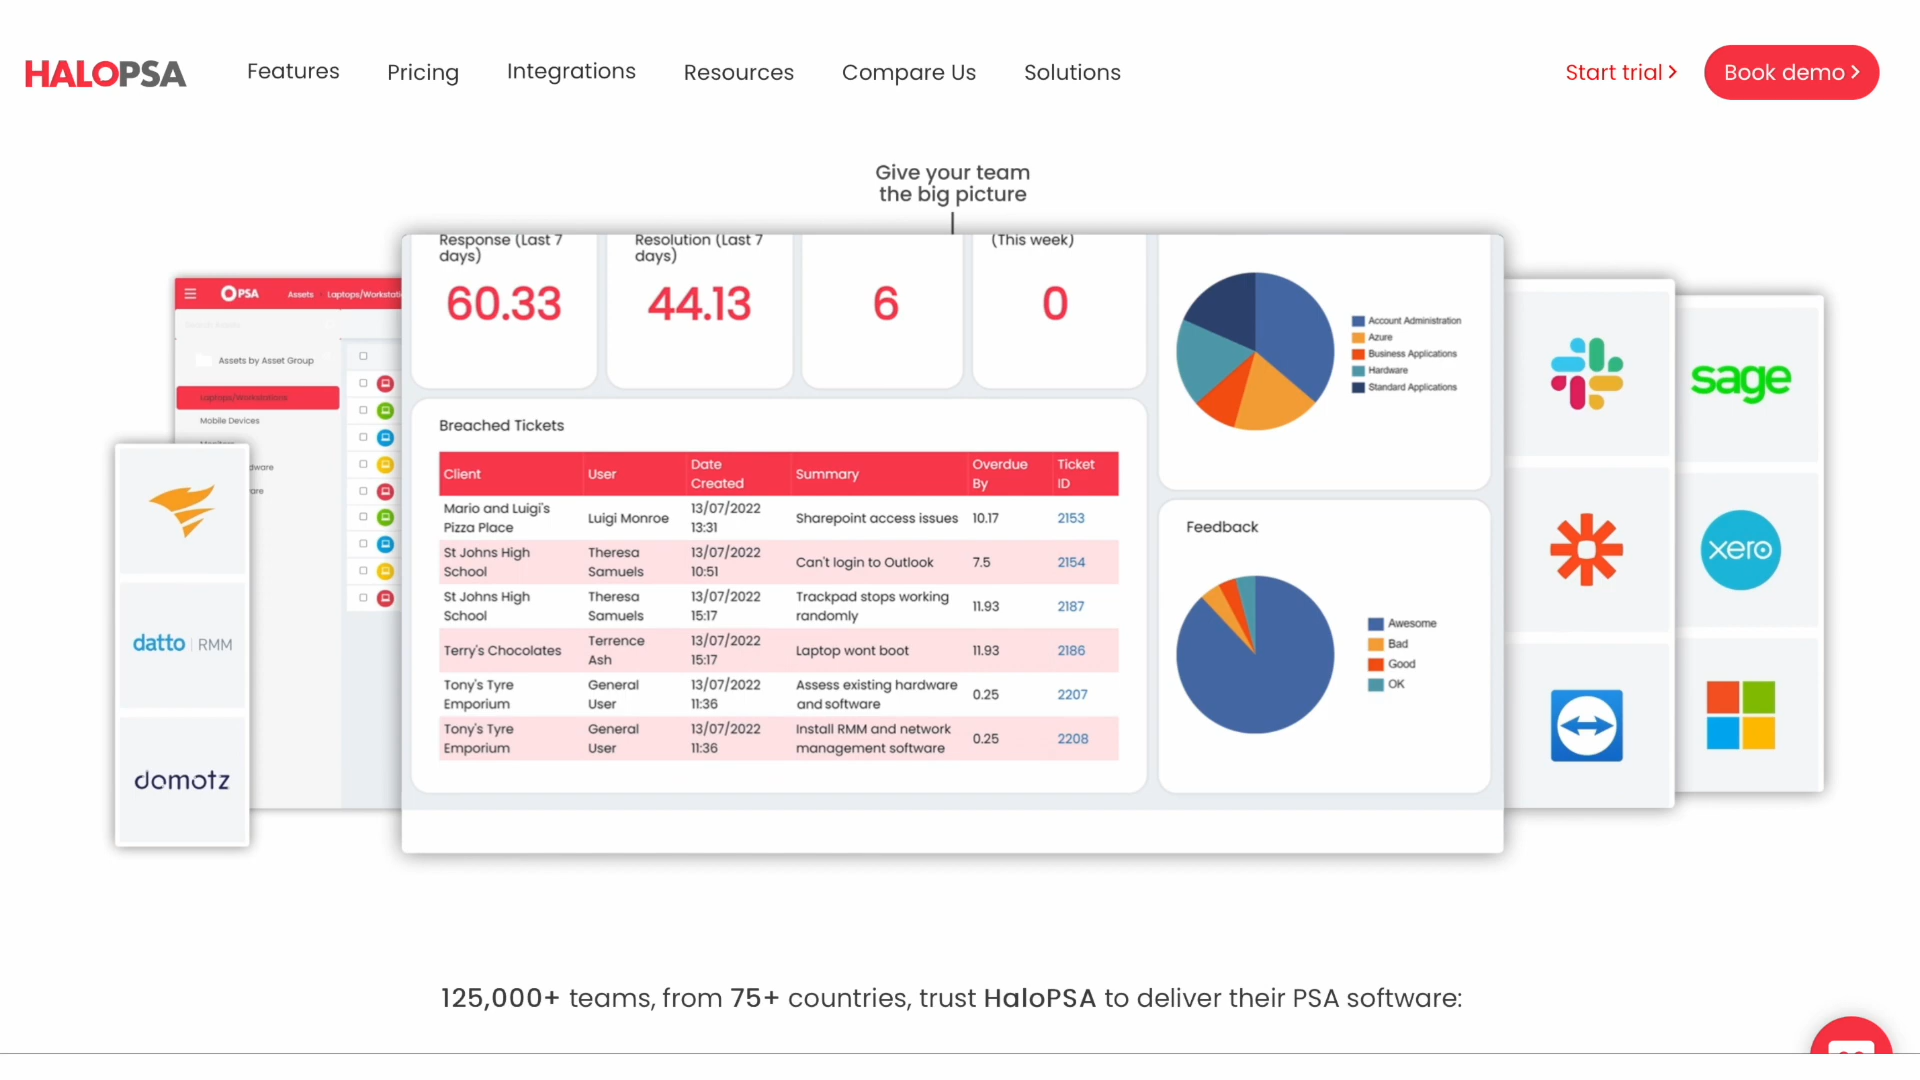 HALOPSA
Features
Pricing
Integrations
Resources
Compare Us
Solutions
Start trial
Book demo
Give your team
the big picture
PSA
Assets
Laptops/Workstati
Search Assets
Assets by Asset Group
Laptops/Workstations
Mobile Devices
Response (Last 7
days)
60.33
Resolution (Last 7
days)
44.13
6
(This week)
0
Account Administration
Azure
Business Applications
Hardware
Standard Applications
Breached Tickets
Client User Date Created Summary Overdue By Ticket ID
Mario and Luigi's Pizza Place Luigi Monroe 13/07/2022 13:31 Sharepoint access issues 10.17 2153
St Johns High School Theresa Samuels 13/07/2022 10:51 Can't login to Outlook 7.5 2154
St Johns High School Theresa Samuels 13/07/2022 15:17 Trackpad stops working randomly 11.93 2187
Terry's Chocolates Terrence Ash 13/07/2022 15:17 Laptop wont boot 11.93 2186
Tony's Tyre Emporium General User 13/07/2022 11:36 Assess existing hardware and software 0.25 2207
Tony's Tyre Emporium General User 13/07/2022 11:36 Install RMM and network management software 0.25 2208
Feedback
Awesome
Bad
Good
OK
datto | RMM
domotz
sage
xero
125,000+ teams, from 75+ countries, trust HaloPSA to deliver their PSA software: